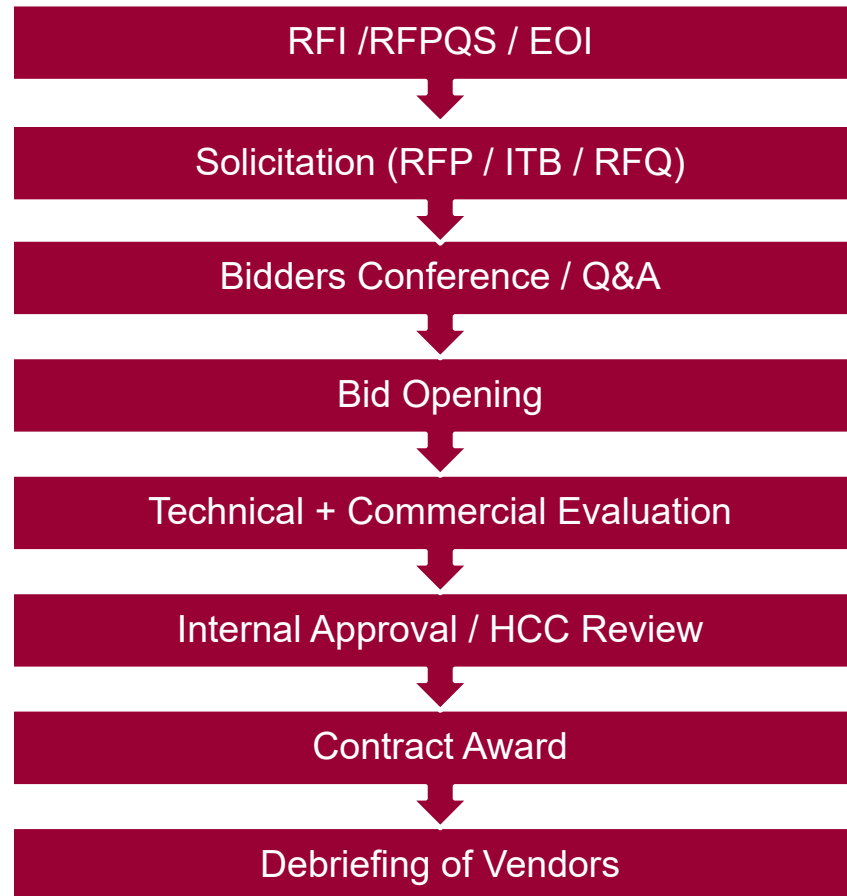 RFI /RFPQS / EOI
Solicitation (RFP / ITB / RFQ)
Bidders Conference / Q&A
Bid Opening
Technical + Commercial Evaluation
Internal Approval / HCC Review
Contract Award
Debriefing of Vendors